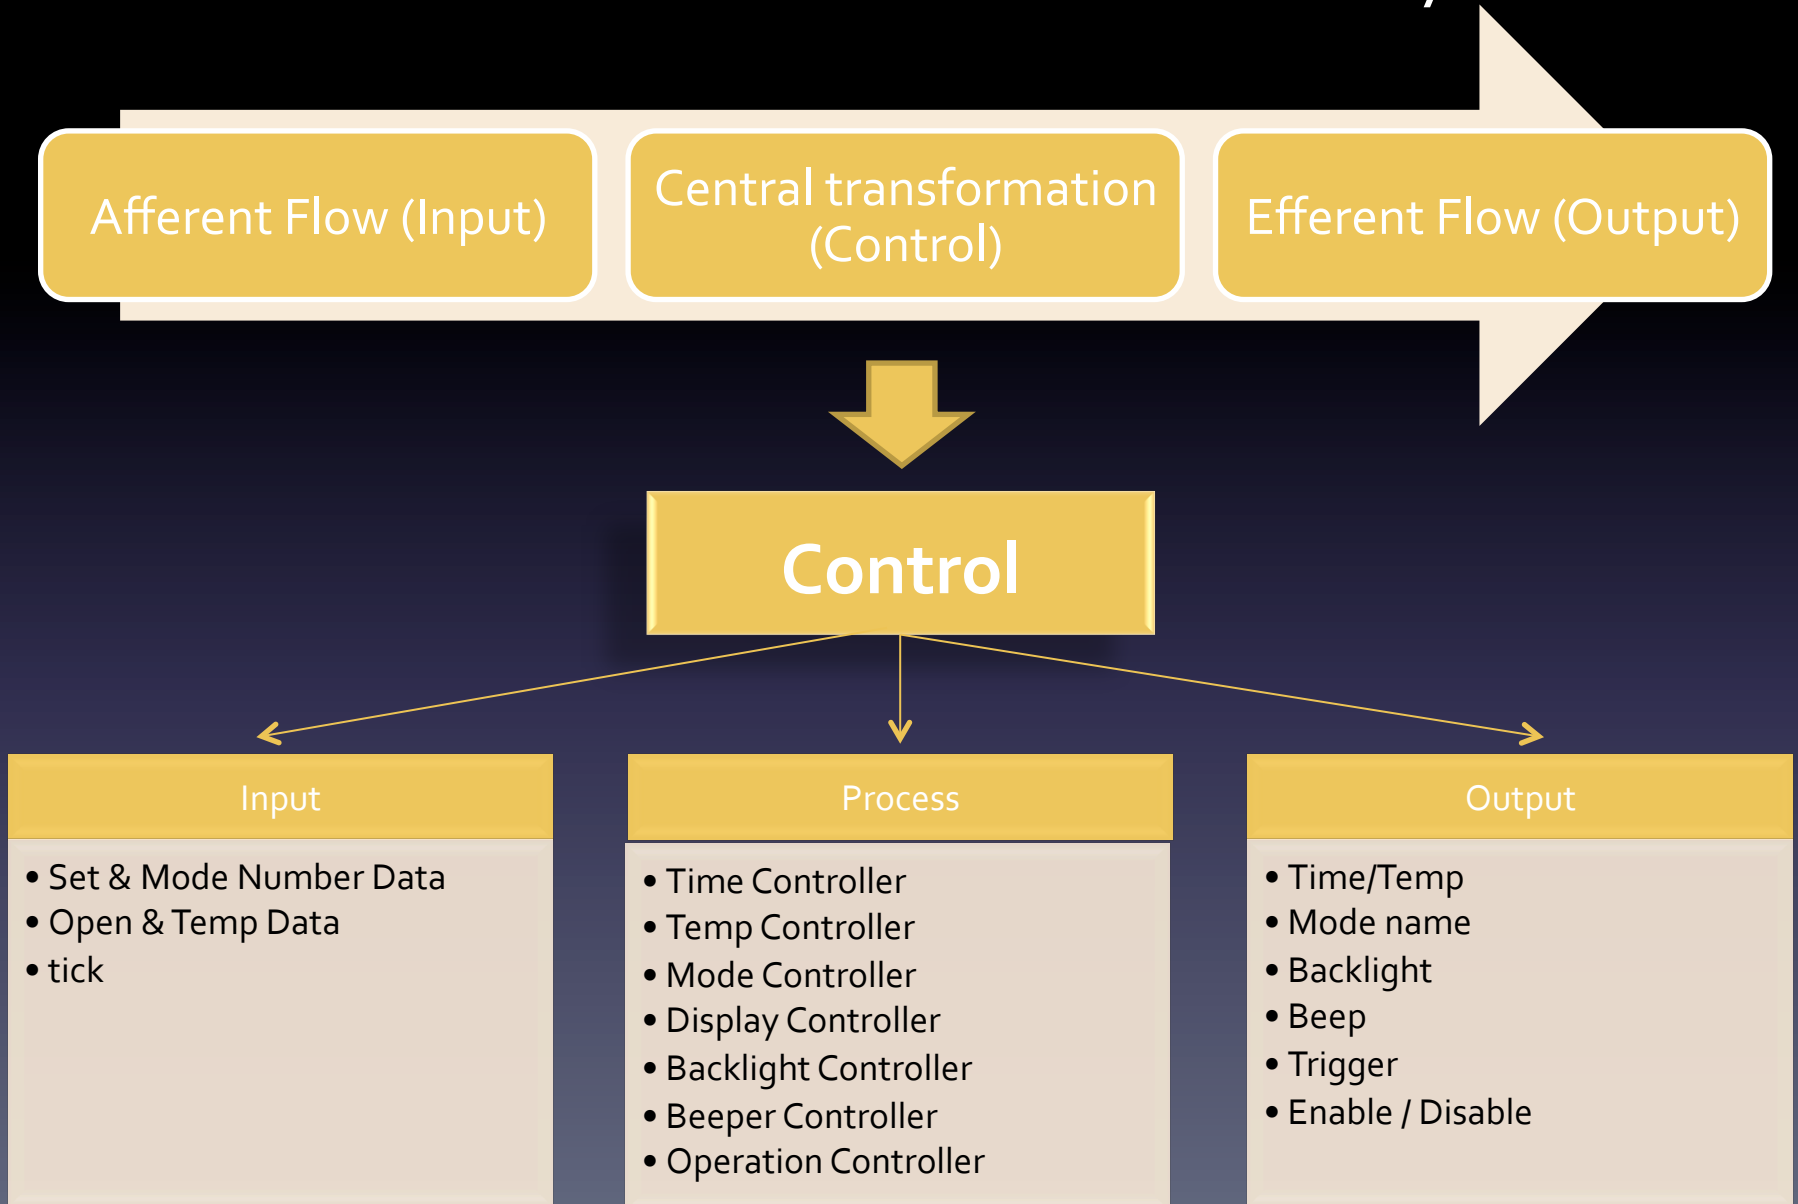 Afferent Flow (Input)
Central transformation
(Control)
Efferent Flow (Output)
Control
Input
• Set & Mode Number Data
• Open & Temp Data
• tick
Process
• Time Controller
• Temp Controller
• Mode Controller
• Display Controller
• Backlight Controller
• Beeper Controller
• Operation Controller
Output
• Time/Temp
• Mode name
• Backlight
• Beep
• Trigger
• Enable / Disable